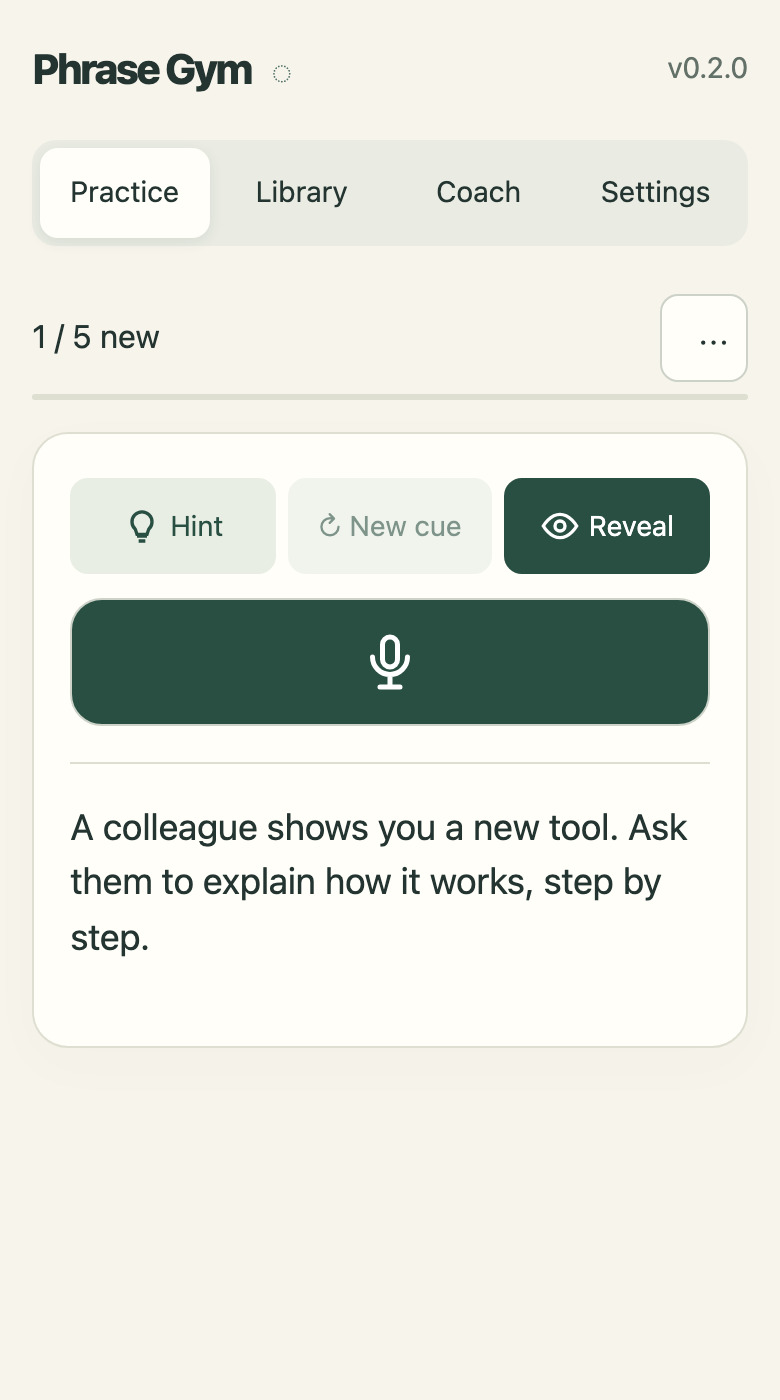 Phrase Gym
v0.2.0
Practice Library Coach Settings
1 / 5 new
...
Hint
↻ New cue
Reveal
A colleague shows you a new tool. Ask
them to explain how it works, step by
step.